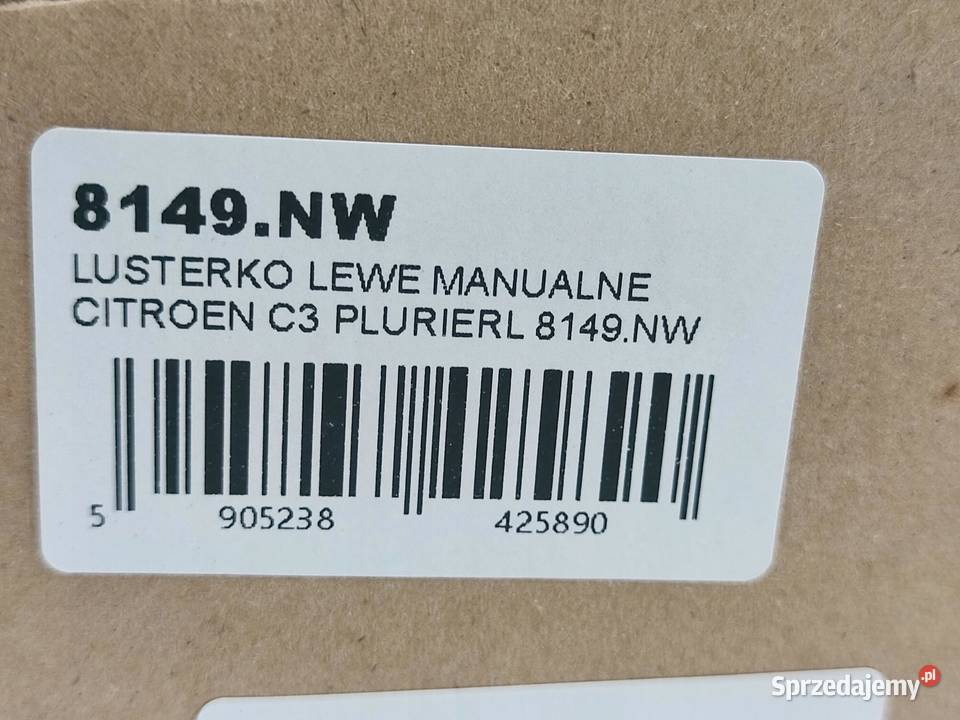 8149.NW
LUSTERKO LEWE MANUALNE
CITROEN C3 PLURIERL 8149.NW
5 905238 425890
Sprzedajemy.pl